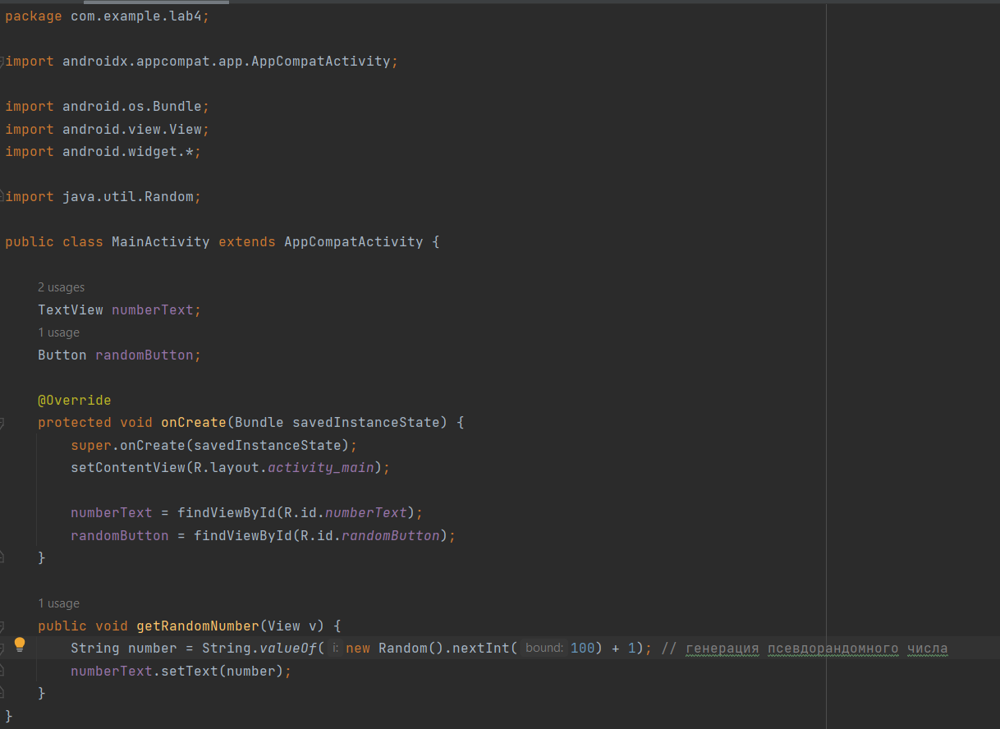 package com.example.lab4;
import androidx.appcompat.app.AppCompatActivity;
import android.os.Bundle;
import android.view.View;
import android.widget.*;
import java.util.Random;
public class MainActivity extends AppCompatActivity {
2 usages
TextView numberText;
1 usage
Button randomButton;
@Override
protected void onCreate(Bundle savedInstanceState) {
super.onCreate(savedInstanceState);
setContentView(R.layout.activity_main);
numberText = findViewById(R.id.numberText);
randomButton = findViewById(R.id.randomButton);
}
1 usage
public void getRandomNumber(View v) {
String number = String.valueOf( i: new Random().nextInt( bound: 100) + 1); // генерация псевдорандомного числа
numberText.setText(number);
}
}